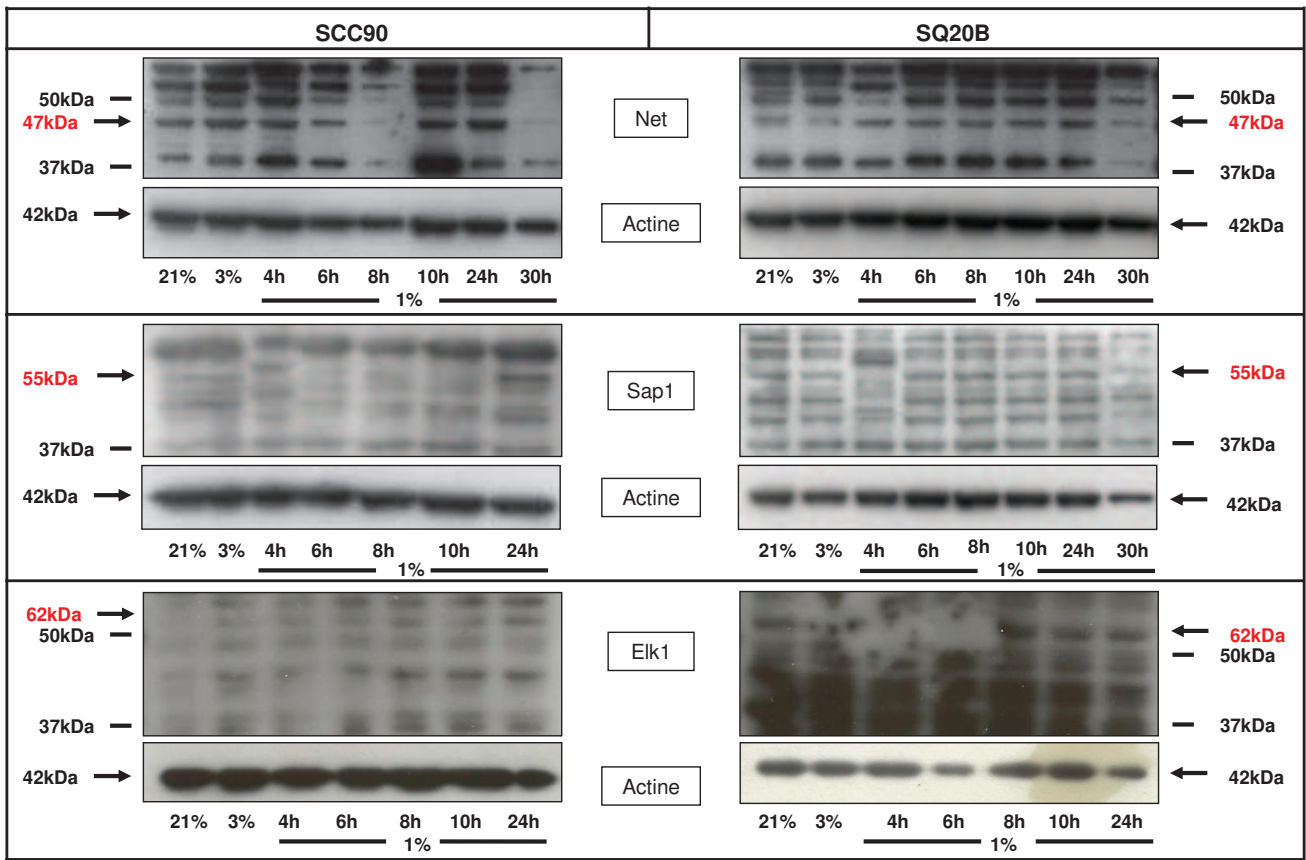 SCC90 SQ20B
50kDa
47kDa
37kDa
42kDa
Net
Actine
50kDa
47kDa
37kDa
42kDa
21% 3% 4h 6h 8h 10h 24h 30h
1%
21% 3% 4h 6h 8h 10h 24h 30h
1%
55kDa
37kDa
42kDa
Sap1
Actine
55kDa
37kDa
42kDa
21% 3% 4h 6h 8h 10h 24h
1%
21% 3% 4h 6h 8h 10h 24h 30h
1%
62kDa
50kDa
37kDa
42kDa
Elk1
Actine
62kDa
50kDa
37kDa
42kDa
21% 3% 4h 6h 8h 10h 24h
1%
21% 3% 4h 6h 8h 10h 24h
1%